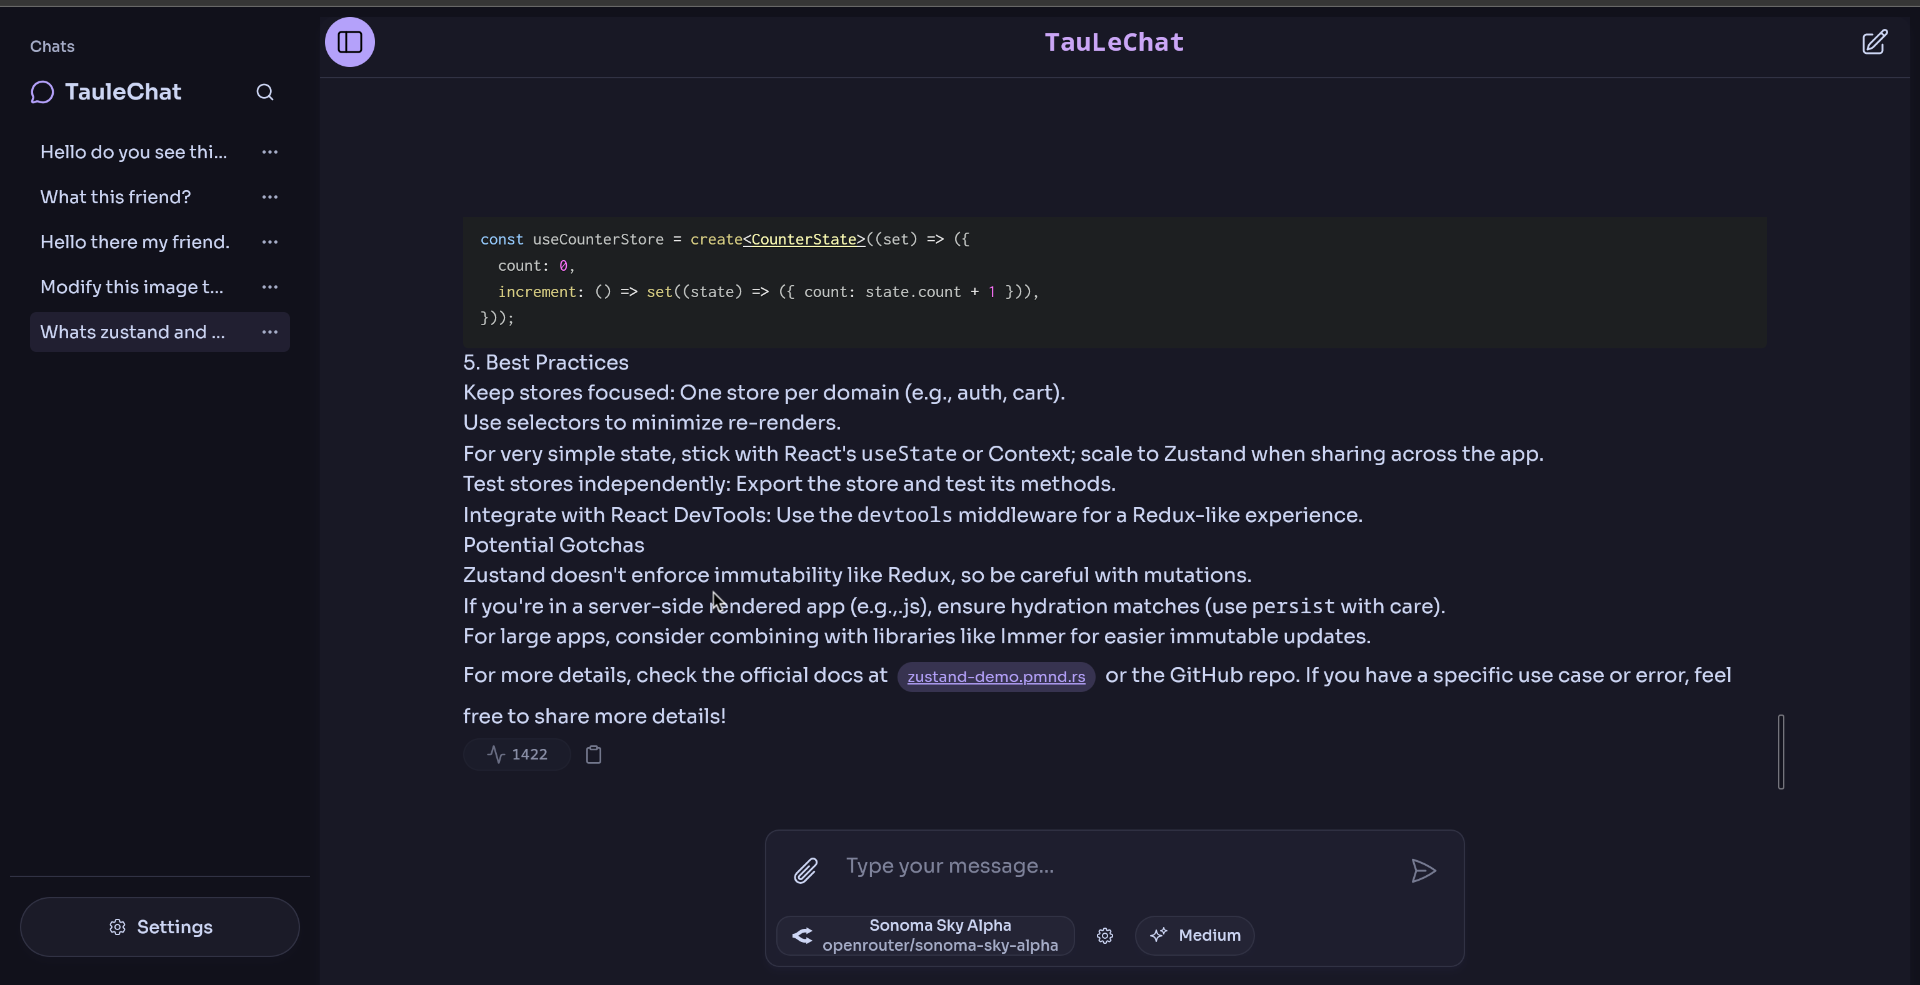 Chats
TauleChat
Hello do you see thi...
What this friend?
Hello there my friend.
Modify this image t...
Whats zustand and ...
Settings
TauLeChat
const useCounterStore = create<CounterState>((set) => ({
  count: 0,
  increment: () => set((state) => ({ count: state.count + 1 })),
}));
5. Best Practices
Keep stores focused: One store per domain (e.g., auth, cart).
Use selectors to minimize re-renders.
For very simple state, stick with React's useState or Context; scale to Zustand when sharing across the app.
Test stores independently: Export the store and test its methods.
Integrate with React DevTools: Use the devtools middleware for a Redux-like experience.
Potential Gotchas
Zustand doesn't enforce immutability like Redux, so be careful with mutations.
If you're in a server-side rendered app (e.g.,.js), ensure hydration matches (use persist with care).
For large apps, consider combining with libraries like Immer for easier immutable updates.
For more details, check the official docs at zustand-demo.pmnd.rs or the GitHub repo. If you have a specific use case or error, feel
free to share more details!
1422
Type your message...
Sonoma Sky Alpha
openrouter/sonoma-sky-alpha
Medium